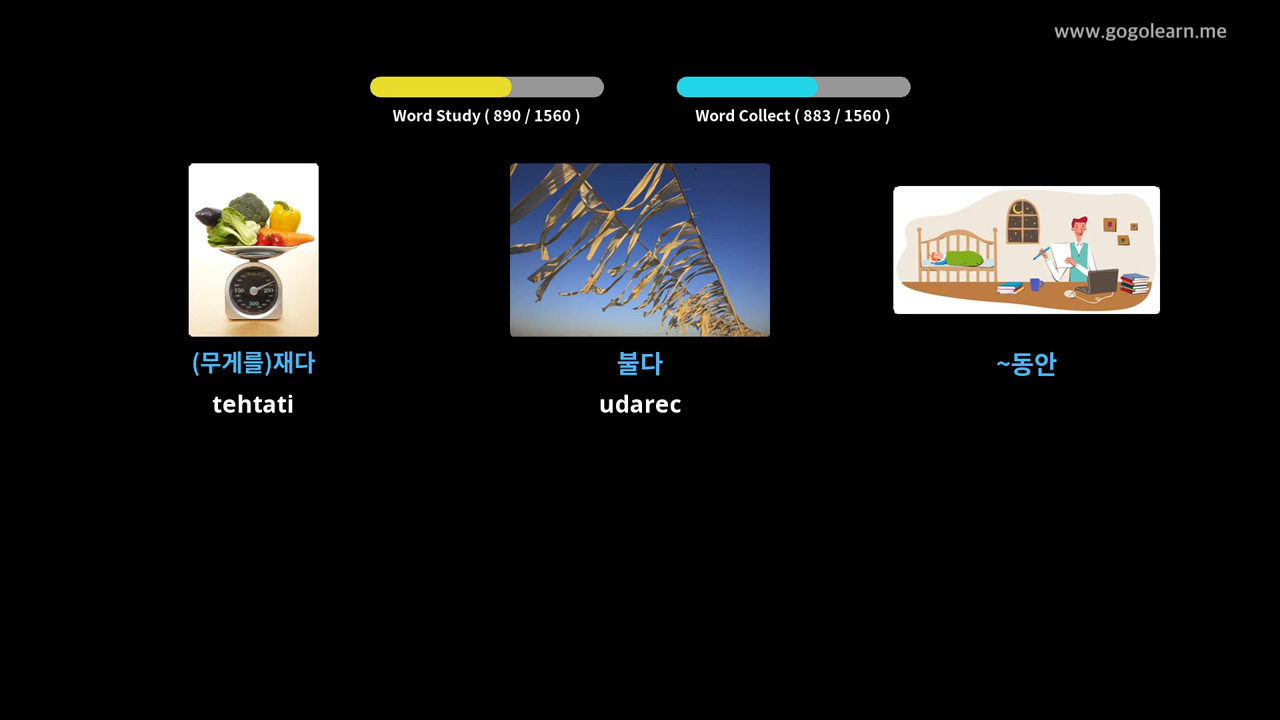 www.gogolearn.me
Word Study ( 890 / 1560 )
Word Collect ( 883 / 1560 )
(무게를)재다
불다
~동안
tehtati
udarec